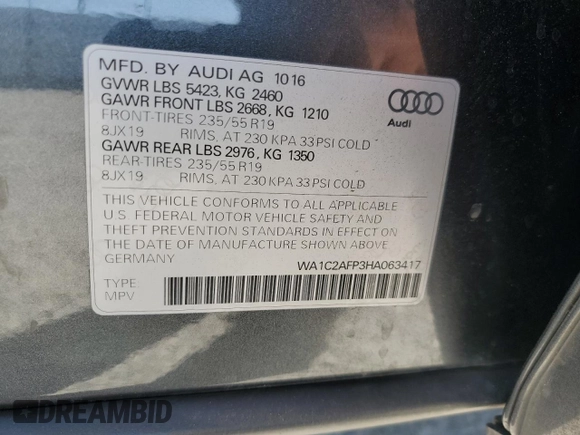 MFD. BY AUDI AG 10 16
GVWR LBS 5423, KG 2460
GAWR FRONT LBS 2668, KG 1210
FRONT-TIRES 235/55 R19
8JX19 RIMS, AT 230 KPA 33 PSI COLD
GAWR REAR LBS 2976, KG 1350
REAR-TIRES 235/55 R19
8JX19 RIMS, AT 230 KPA 33 PSI COLD
Audi
THIS VEHICLE CONFORMS TO ALL APPLICABLE
U.S. FEDERAL MOTOR VEHICLE SAFETY AND
THEFT PREVENTION STANDARDS IN EFFECT ON
THE DATE OF MANUFACTURE SHOWN ABOVE.
GERMANY WA1C2AFP3HA063417
TYPE:
MPV
DREAMBID